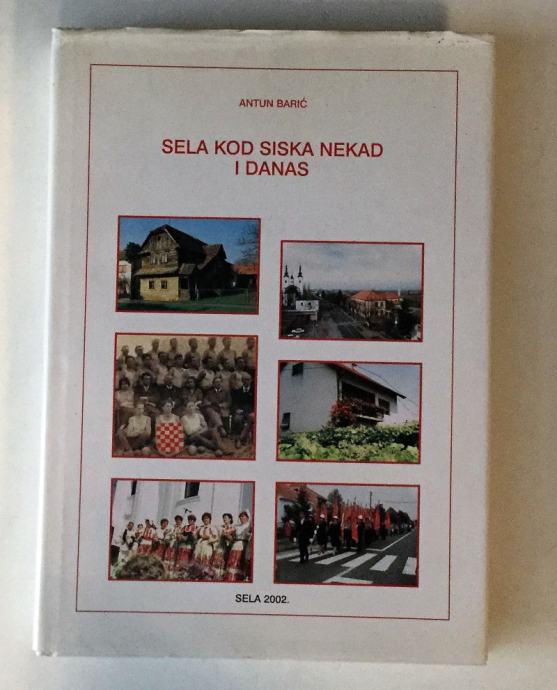 ANTUN BARIĆ
SELA KOD SISKA NEKAD
I DANAS
SELA 2002.